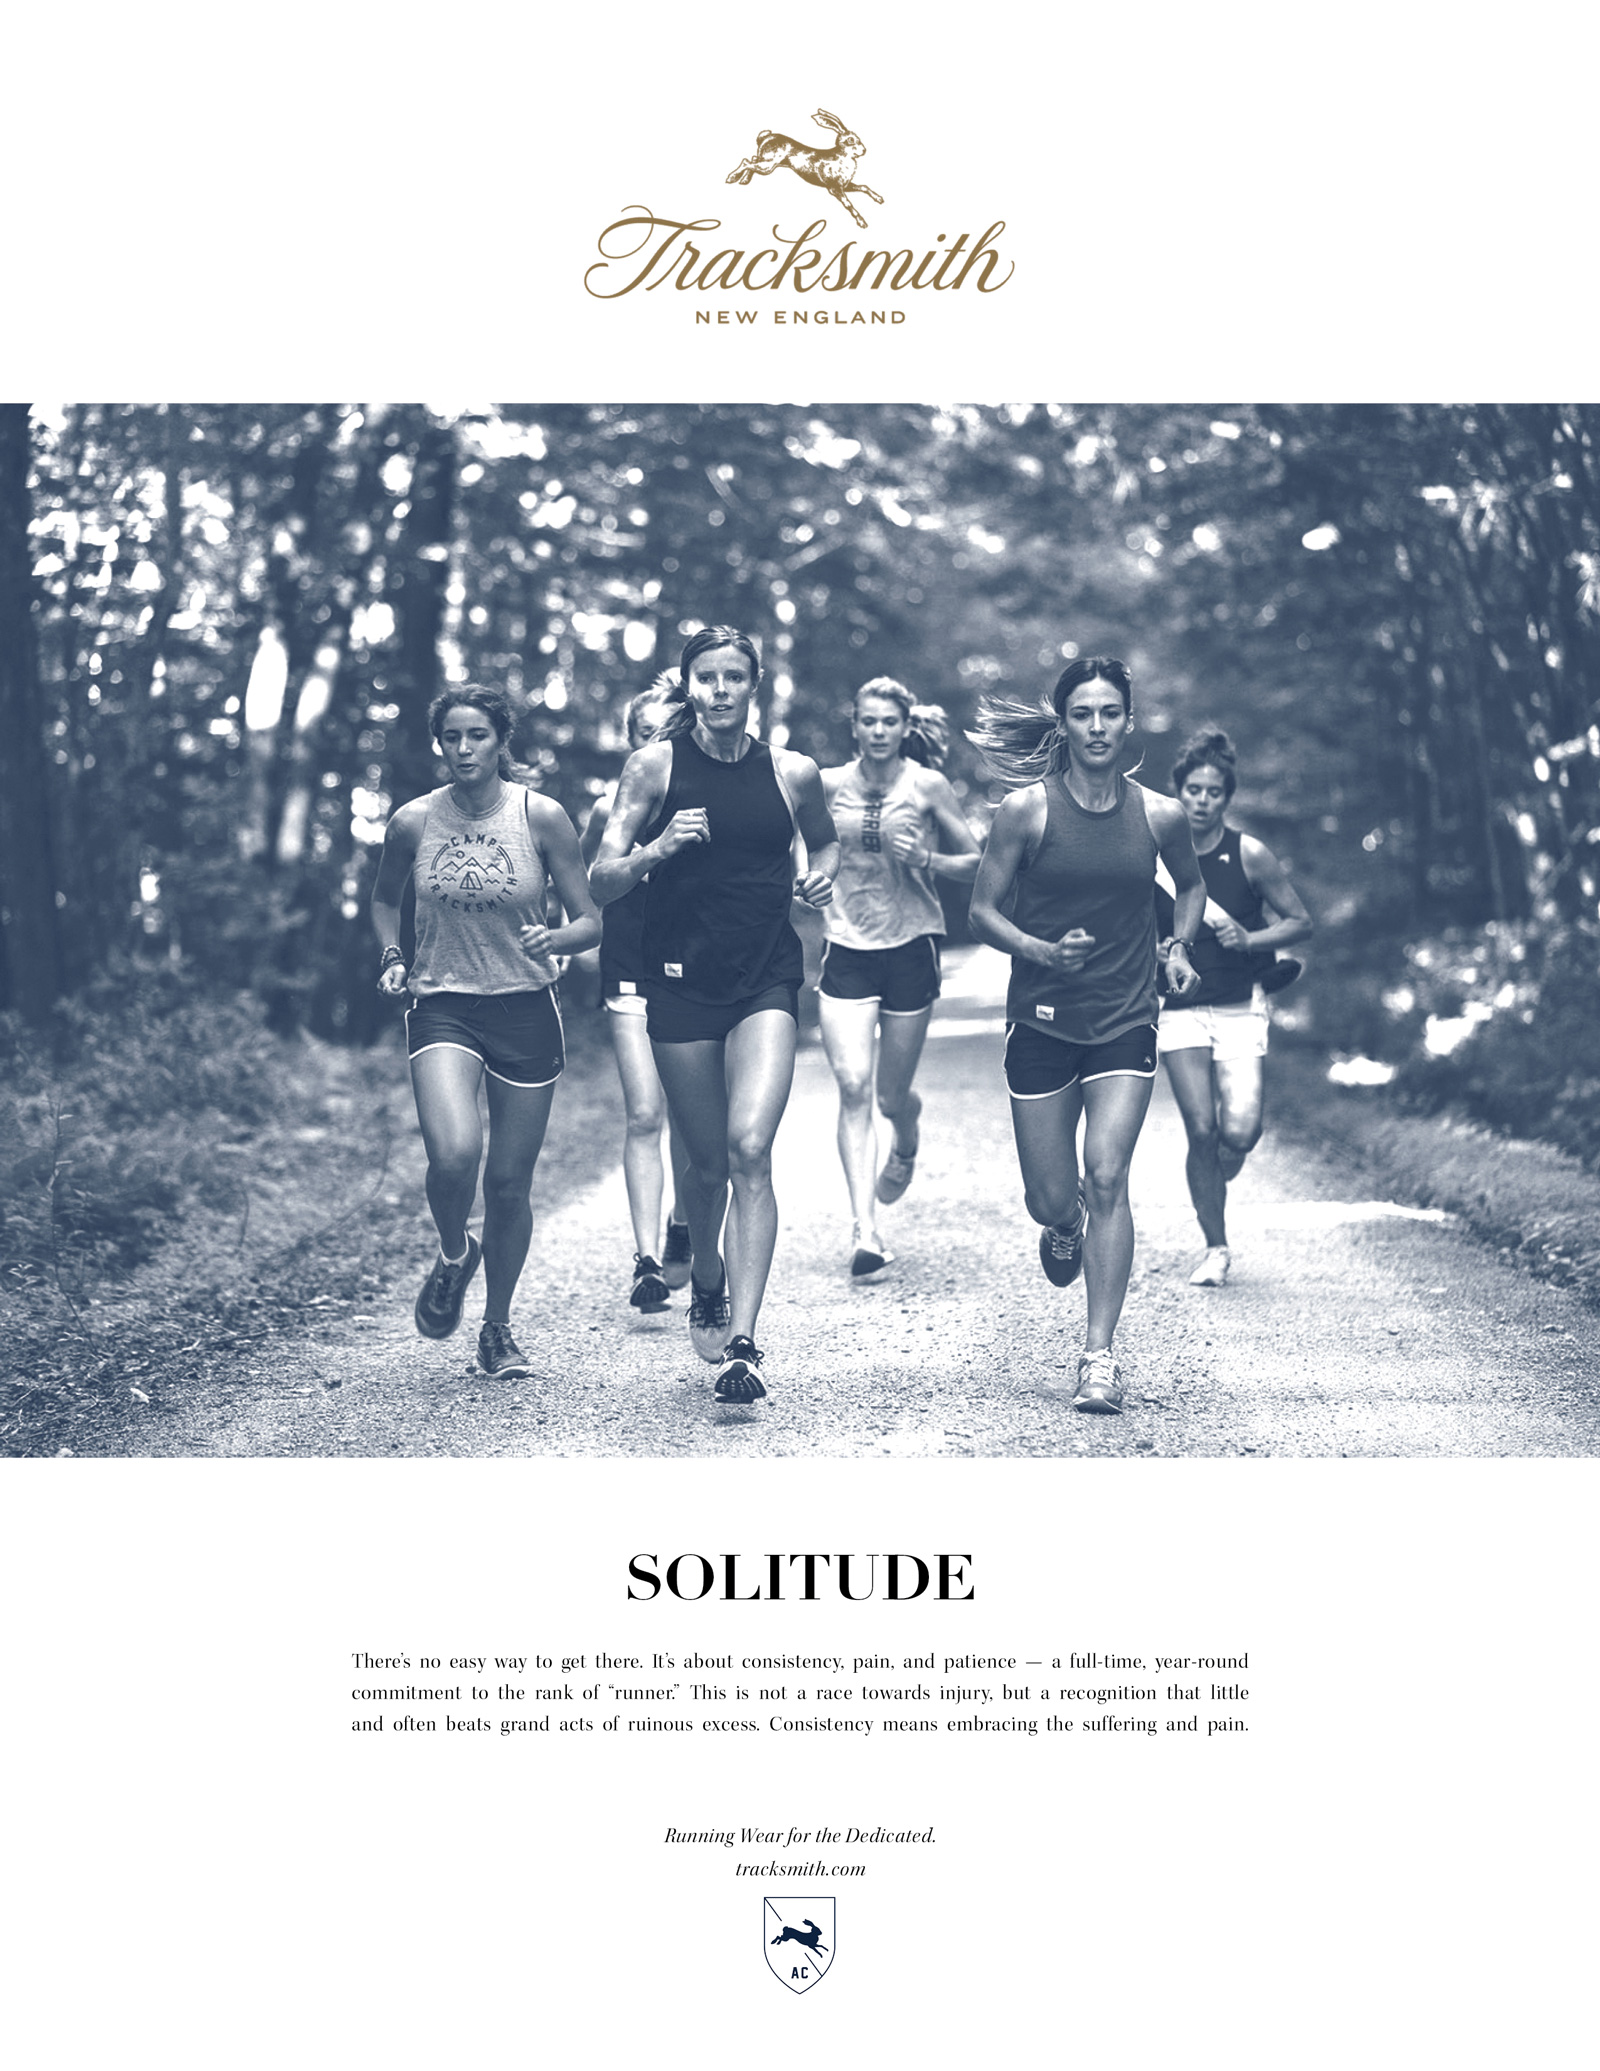 Tracksmith
NEW ENGLAND
CAMP
TRACKSMITH
SOLITUDE
There’s no easy way to get there. It’s about consistency, pain, and patience — a full-time, year-round
commitment to the rank of “runner.” This is not a race towards injury, but a recognition that little
and often beats grand acts of ruinous excess. Consistency means embracing the suffering and pain.
Running Wear for the Dedicated.
tracksmith.com
AC